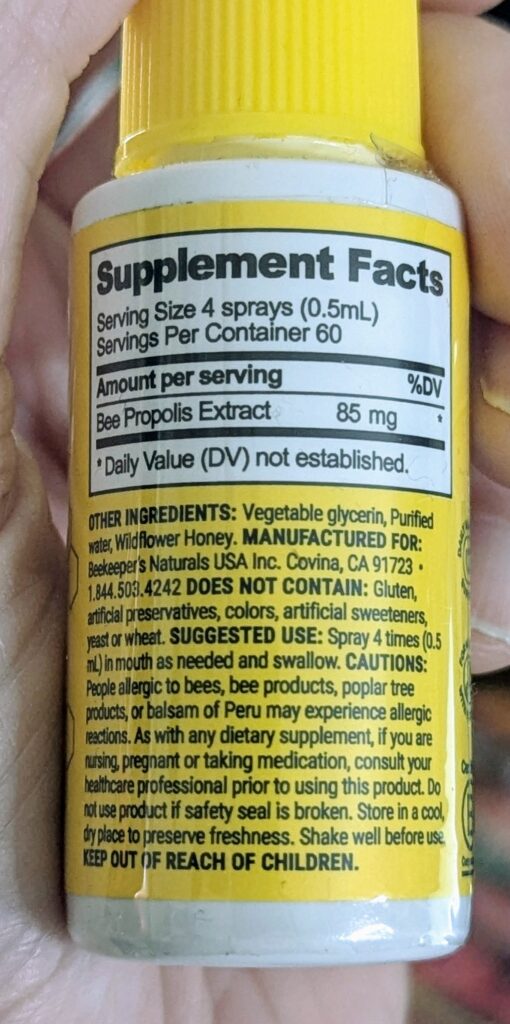 Supplement Facts
Serving Size 4 sprays (0.5mL)
Servings Per Container 60
Amount per serving %DV
Bee Propolis Extract 85 mg *
* Daily Value (DV) not established.
OTHER INGREDIENTS: Vegetable glycerin, Purified
water, Wildflower Honey. MANUFACTURED FOR:
Beekeeper's Naturals USA Inc. Covina, CA 91723 •
1.844.503.4242 DOES NOT CONTAIN: Gluten,
artificial preservatives, colors, artificial sweeteners,
yeast or wheat. SUGGESTED USE: Spray 4 times (0.5
mL) in mouth as needed and swallow. CAUTIONS:
People allergic to bees, bee products, poplar tree
products, or balsam of Peru may experience allergic
reactions. As with any dietary supplement, if you are
nursing, pregnant or taking medication, consult your
healthcare professional prior to using this product. Do
not use product if safety seal is broken. Store in a cool,
dry place to preserve freshness. Shake well before use.
KEEP OUT OF REACH OF CHILDREN.